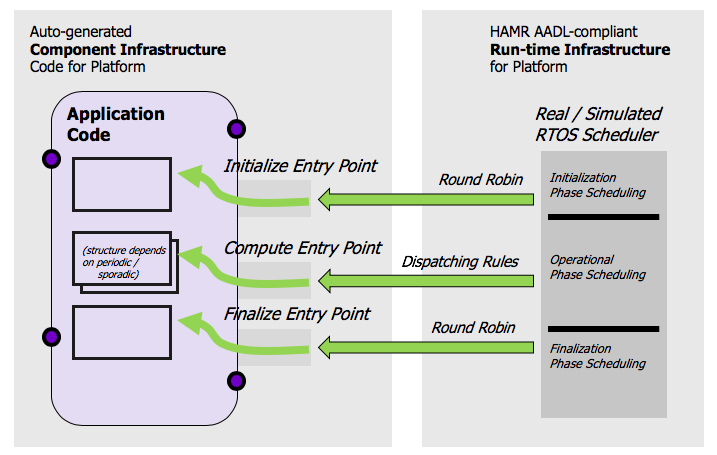 Auto-generated
Component Infrastructure
Code for Platform
HAMR AADL-compliant
Run-time Infrastructure
for Platform
Application
Code
Real / Simulated
RTOS Scheduler
Initialize Entry Point
Round Robin
Initialization
Phase Scheduling
(structure depends
on periodic /
sporadic)
Compute Entry Point
Dispatching Rules
Operational
Phase Scheduling
Finalize Entry Point
Round Robin
Finalization
Phase Scheduling